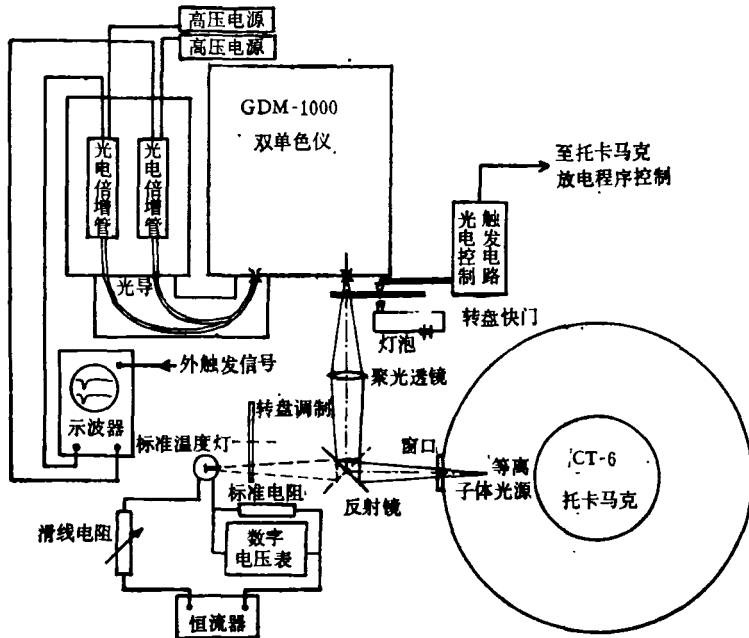 高压电源
高压电源
GDM-1000
双单色仪
光电倍增管
光电倍增管
至托卡马克
放电程序控制
光电控制
触发电路
光导
转盘快门
灯泡
外触发信号
聚光透镜
示波器
转盘调制
标准温度灯
窗口
等离
子体光源
CT-6
托卡马克
反射镜
标准电阻
滑线电阻
数字
电压表
恒流器